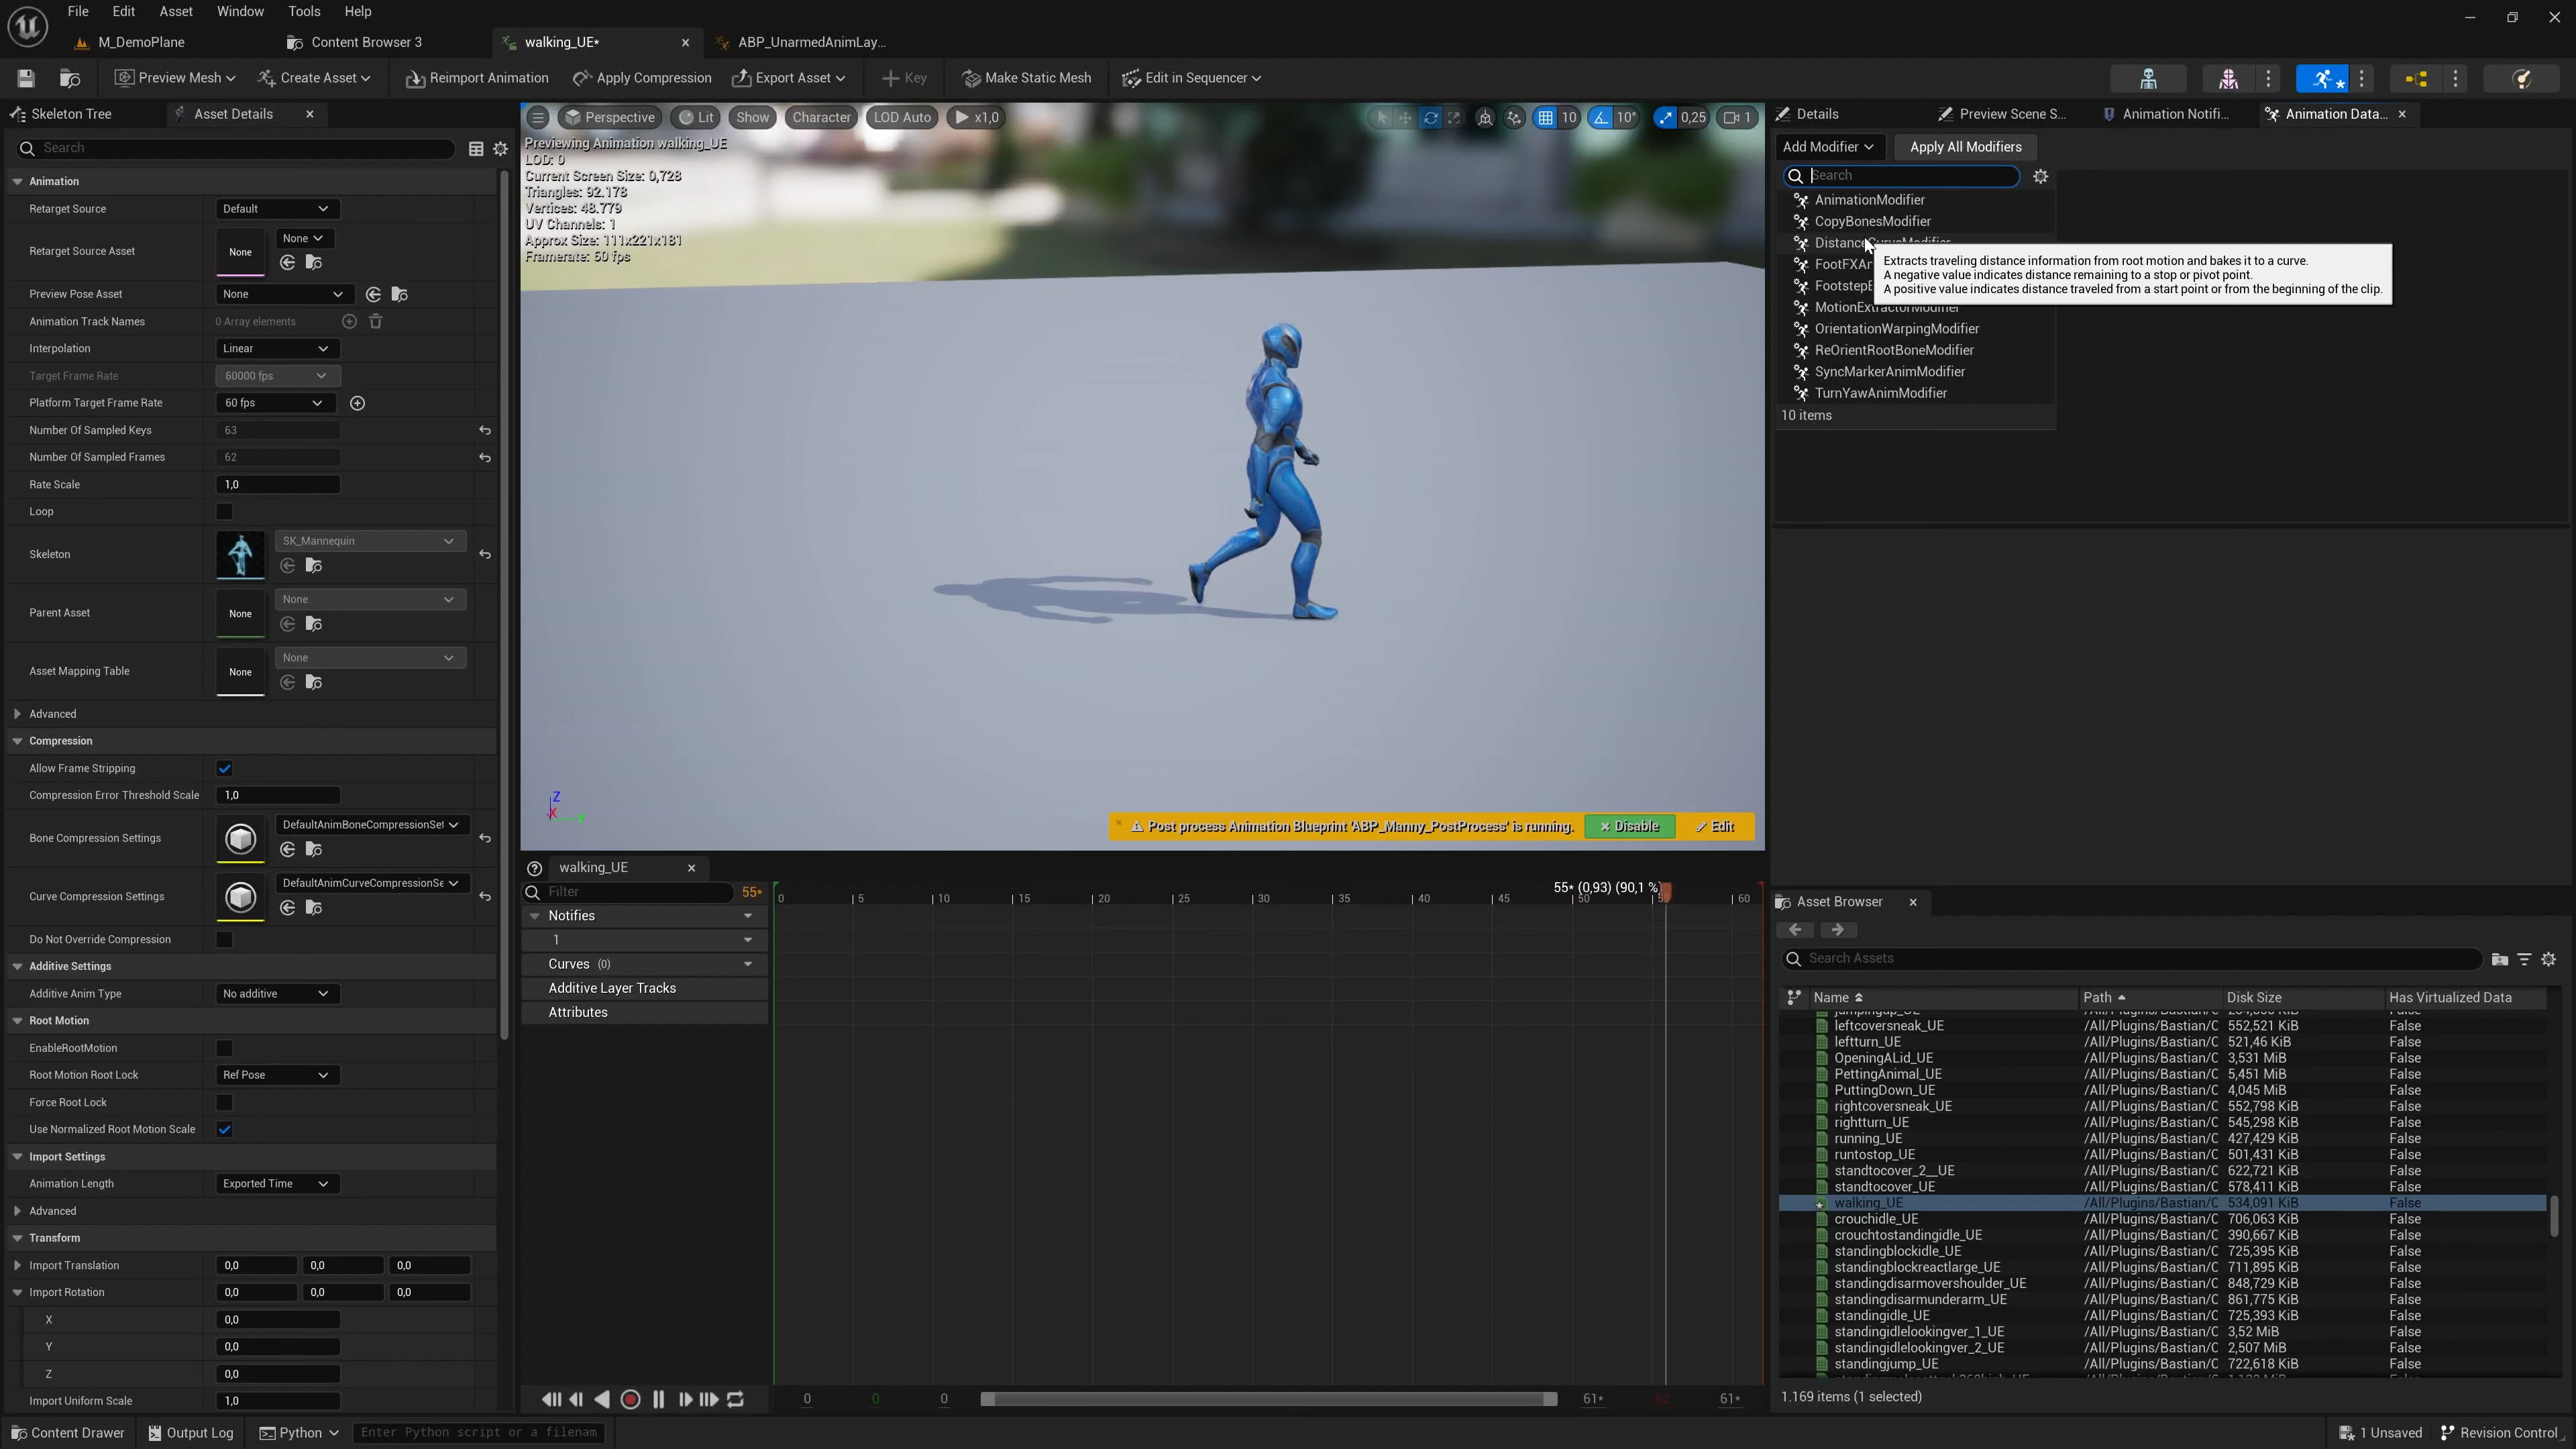 File Edit Asset Window Tools Help
M_DemoPlane Content Browser 3 walking_UE* ABP_UnarmedAnimLay...
Preview Mesh Create Asset Reimport Animation Apply Compression Export Asset Key Make Static Mesh Edit in Sequencer
Skeleton Tree Asset Details
Search
Animation
Retarget Source Default
Retarget Source Asset None None
Preview Pose Asset None
Animation Track Names 0 Array elements
Interpolation Linear
Target Frame Rate 60000 fps
Platform Target Frame Rate 60 fps
Number Of Sampled Keys 63
Number Of Sampled Frames 62
Rate Scale 1,0
Loop
Skeleton SK_Mannequin
Parent Asset None None
Asset Mapping Table None None
Advanced
Compression
Allow Frame Stripping
Compression Error Threshold Scale 1,0
Bone Compression Settings DefaultAnimBoneCompressionSet
Curve Compression Settings DefaultAnimCurveCompressionSe
Do Not Override Compression
Additive Settings
Additive Anim Type No additive
Root Motion
EnableRootMotion
Root Motion Root Lock Ref Pose
Force Root Lock
Use Normalized Root Motion Scale
Import Settings
Animation Length Exported Time
Advanced
Transform
Import Translation 0,0 0,0 0,0
Import Rotation 0,0 0,0 0,0
X 0,0
Y 0,0
Z 0,0
Import Uniform Scale 1,0
Perspective Lit Show Character LOD Auto x1,0 10 10° 0,25 1
Previewing Animation walking_UE
LOD: 0
Current Screen Size: 0,728
Triangles: 92.178
Vertices: 48.779
UV Channels: 1
Approx Size: 111x221x181
Framerate: 60 fps
Z
X Y
Post process Animation Blueprint 'ABP_Manny_PostProcess' is running. Disable Edit
walking_UE
Filter 55*
55* (0,93) (90,1 %)
0 5 10 15 20 25 30 35 40 45 50 60
Notifies
1
Curves (0)
Additive Layer Tracks
Attributes
0 0 0 61* 62 61*
Details Preview Scene S... Animation Notifi... Animation Data...
Add Modifier Apply All Modifiers
Search
AnimationModifier
CopyBonesModifier
DistanceCurveModifier
Extracts traveling distance information from root motion and bakes it to a curve.
A negative value indicates distance remaining to a stop or pivot point.
A positive value indicates distance traveled from a start point or from the beginning of the clip.
FootFXAn
FootstepE
MotionExtractorModifier
OrientationWarpingModifier
ReOrientRootBoneModifier
SyncMarkerAnimModifier
TurnYawAnimModifier
10 items
Asset Browser
Search Assets
Name Path Disk Size Has Virtualized Data
leftcoversneak_UE /All/Plugins/Bastian/C 552,521 KiB False
leftturn_UE /All/Plugins/Bastian/C 521,46 KiB False
OpeningALid_UE /All/Plugins/Bastian/C 3,531 MiB False
PettingAnimal_UE /All/Plugins/Bastian/C 5,451 MiB False
PuttingDown_UE /All/Plugins/Bastian/C 4,045 MiB False
rightcoversneak_UE /All/Plugins/Bastian/C 552,798 KiB False
rightturn_UE /All/Plugins/Bastian/C 545,298 KiB False
running_UE /All/Plugins/Bastian/C 427,429 KiB False
runtostop_UE /All/Plugins/Bastian/C 501,431 KiB False
standtocover_2__UE /All/Plugins/Bastian/C 622,721 KiB False
standtocover_UE /All/Plugins/Bastian/C 578,411 KiB False
walking_UE /All/Plugins/Bastian/C 534,091 KiB False
crouchidle_UE /All/Plugins/Bastian/C 706,063 KiB False
crouchtostandingidle_UE /All/Plugins/Bastian/C 390,667 KiB False
standingblockidle_UE /All/Plugins/Bastian/C 725,395 KiB False
standingblockreactlarge_UE /All/Plugins/Bastian/C 711,895 KiB False
standingdisarmovershoulder_UE /All/Plugins/Bastian/C 848,729 KiB False
standingdisarmunderarm_UE /All/Plugins/Bastian/C 861,775 KiB False
standingidle_UE /All/Plugins/Bastian/C 725,393 KiB False
standingidlelookingver_1_UE /All/Plugins/Bastian/C 3,52 MiB False
standingidlelookingver_2_UE /All/Plugins/Bastian/C 2,507 MiB False
standingjump_UE /All/Plugins/Bastian/C 722,618 KiB False
1.169 items (1 selected)
Content Drawer Output Log Python Enter Python script or a filenam 1 Unsaved Revision Control